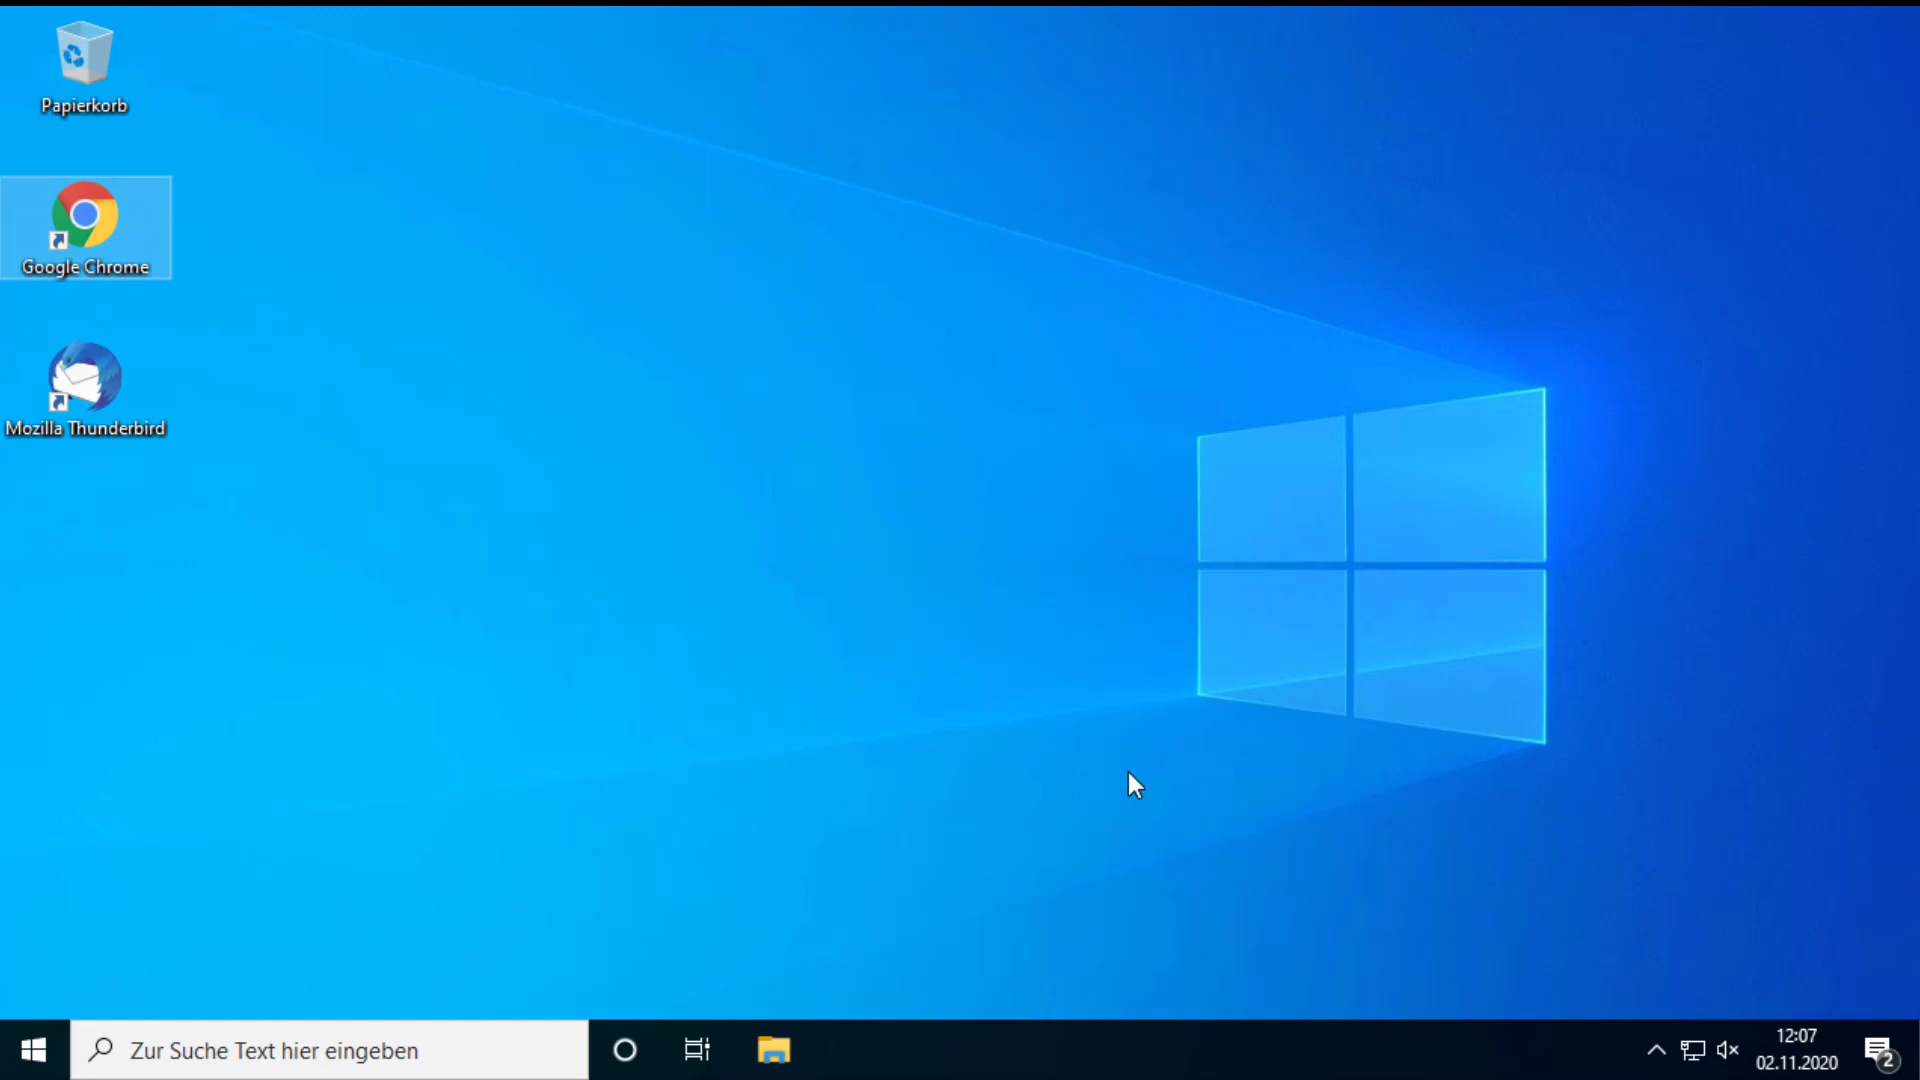 Papierkorb
Google Chrome
Mozilla Thunderbird
Zur Suche Text hier eingeben
12:07
02.11.2020
2